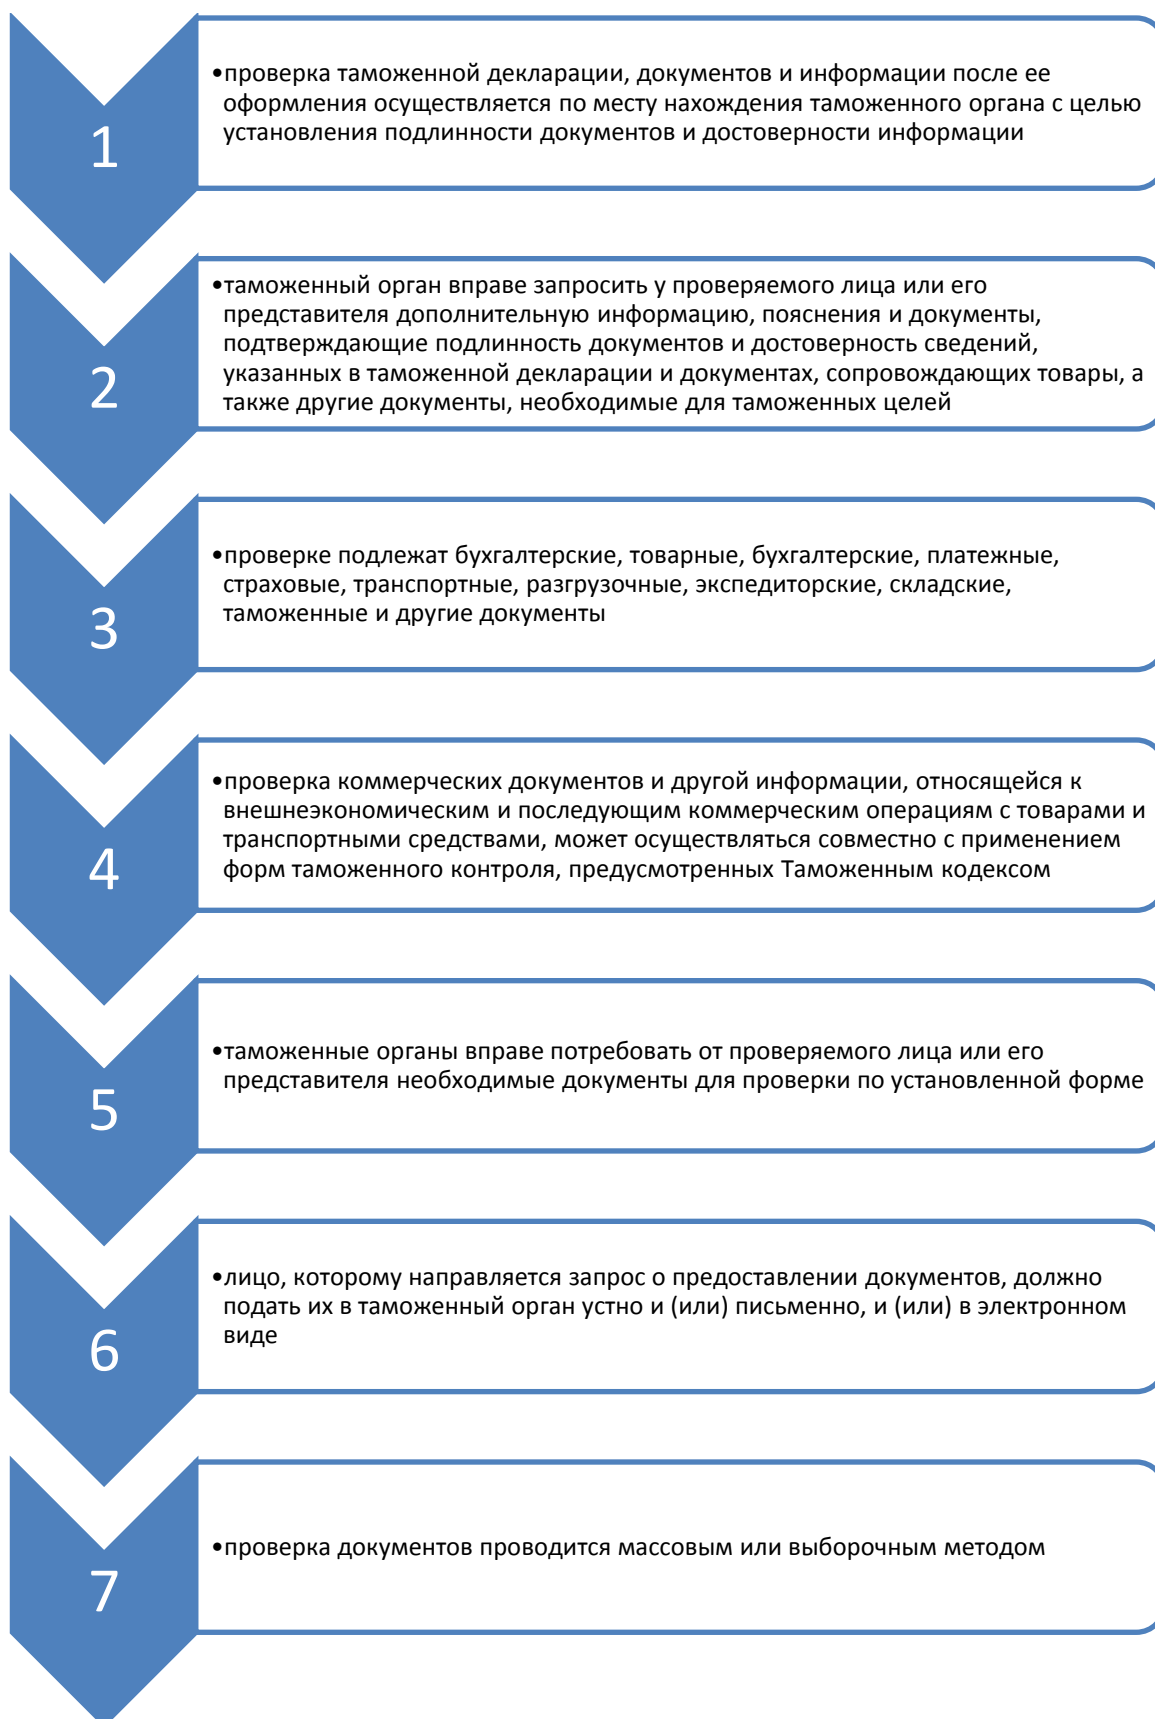 1
•проверка таможенной декларации, документов и информации после ее
оформления осуществляется по месту нахождения таможенного органа с целью
установления подлинности документов и достоверности информации
2
•таможенный орган вправе запросить у проверяемого лица или его
представителя дополнительную информацию, пояснения и документы,
подтверждающие подлинность документов и достоверность сведений,
указанных в таможенной декларации и документах, сопровождающих товары, а
также другие документы, необходимые для таможенных целей
3
•проверке подлежат бухгалтерские, товарные, бухгалтерские, платежные,
страховые, транспортные, разгрузочные, экспедиторские, складские,
таможенные и другие документы
4
•проверка коммерческих документов и другой информации, относящейся к
внешнеэкономическим и последующим коммерческим операциям с товарами и
транспортными средствами, может осуществляться совместно с применением
форм таможенного контроля, предусмотренных Таможенным кодексом
5
•таможенные органы вправе потребовать от проверяемого лица или его
представителя необходимые документы для проверки по установленной форме
6
•лицо, которому направляется запрос о предоставлении документов, должно
подать их в таможенный орган устно и (или) письменно, и (или) в электронном
виде
7
•проверка документов проводится массовым или выборочным методом